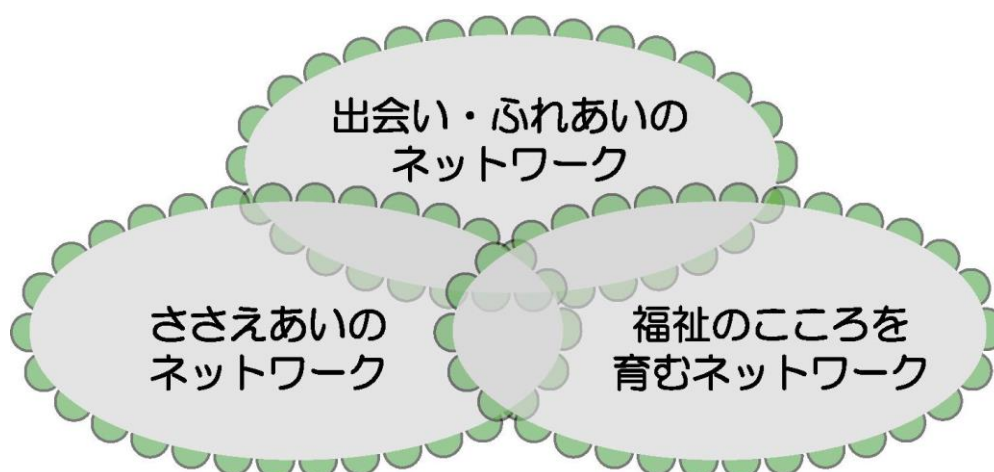 出会い・ふれあいの
ネットワーク
ささえあいの
ネットワーク
福祉のこころを
育むネットワーク